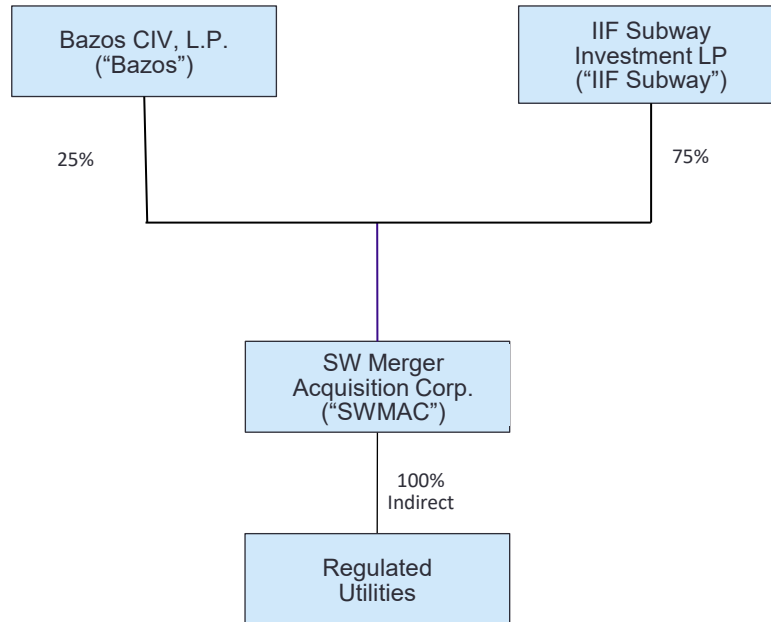 Bazos CIV, L.P.
(“Bazos”)
IIF Subway
Investment LP
(“IIF Subway”)
25%
75%
SW Merger
Acquisition Corp.
(“SWMAC”)
100%
Indirect
Regulated
Utilities